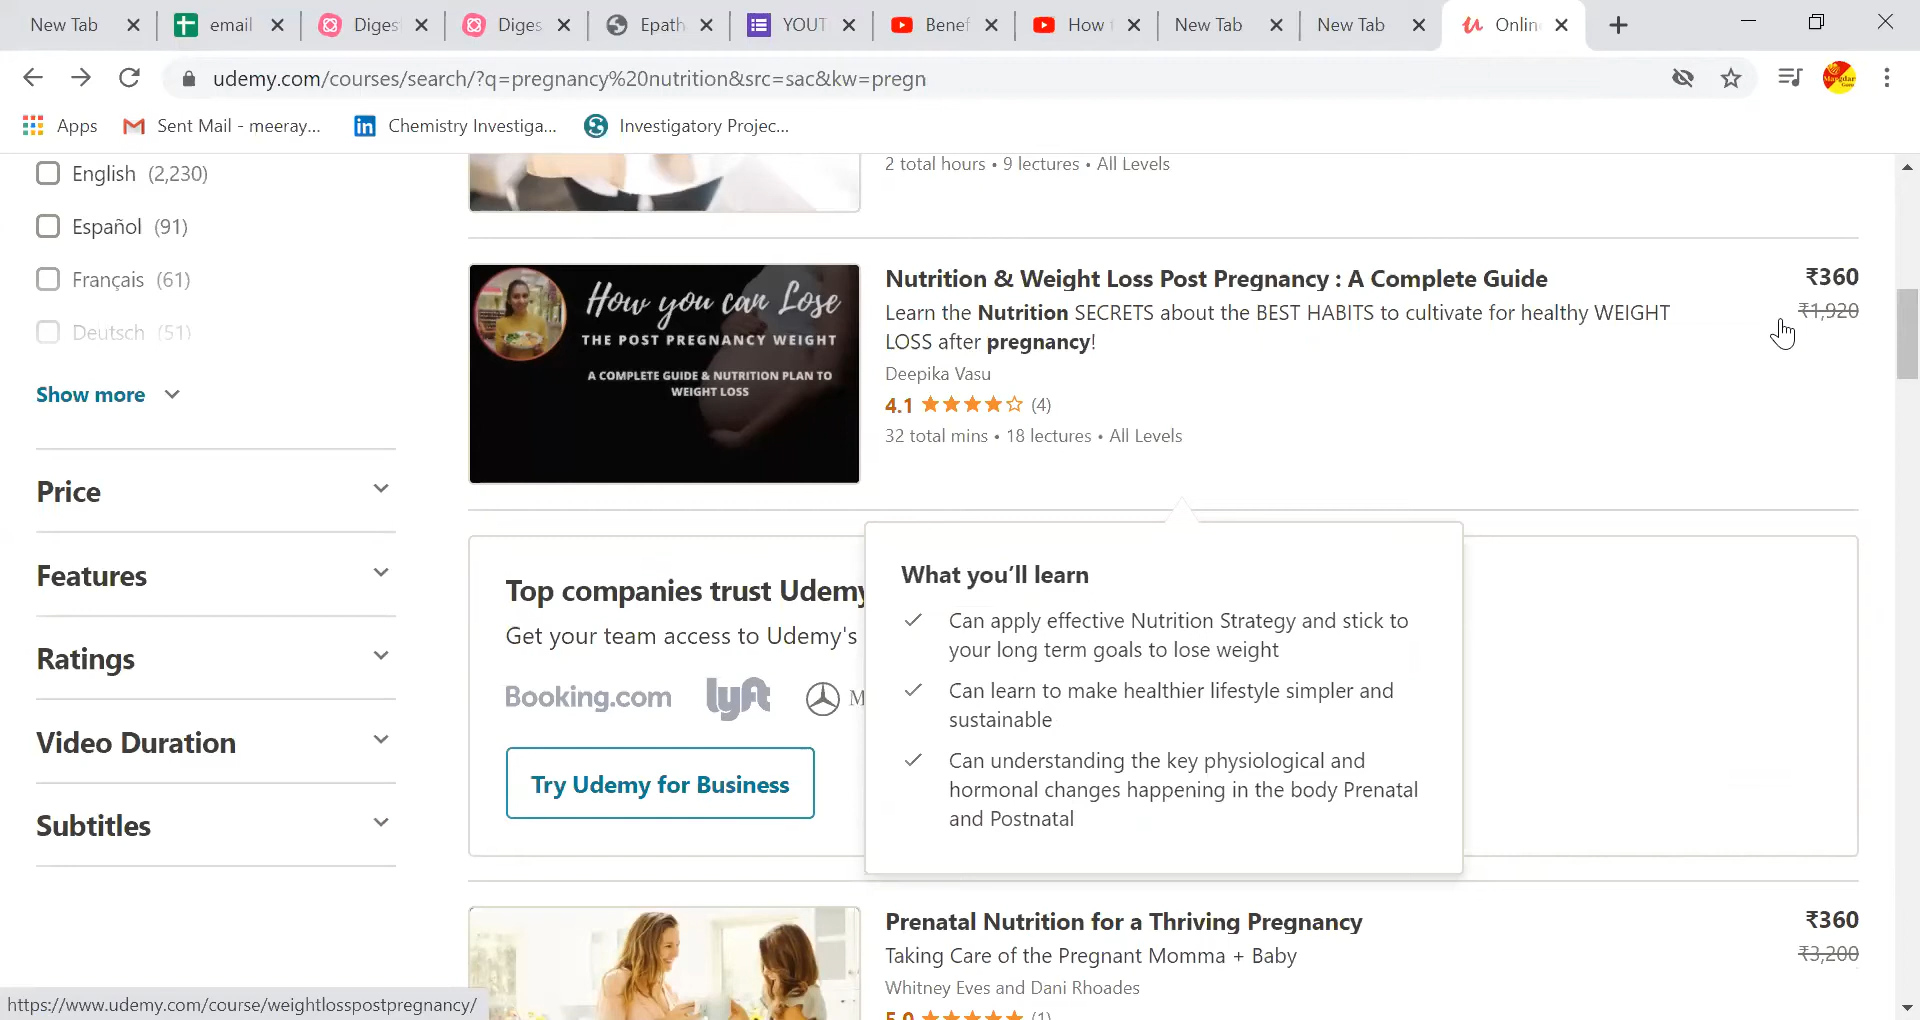 New Tab
email
Diges
Diges
Epath
YOUT
Benef
How t
New Tab
New Tab
Onlin
udemy.com/courses/search/?q=pregnancy%20nutrition&src=sac&kw=pregn
Apps
Sent Mail - meeray...
Chemistry Investiga...
Investigatory Projec...
English (2,230)
Español (91)
Français (61)
Deutsch (51)
Show more
Price
Features
Ratings
Video Duration
Subtitles
2 total hours • 9 lectures • All Levels
How you can Lose
THE POST PREGNANCY WEIGHT
A COMPLETE GUIDE & NUTRITION PLAN TO
WEIGHT LOSS
Nutrition & Weight Loss Post Pregnancy : A Complete Guide
₹360
Learn the Nutrition SECRETS about the BEST HABITS to cultivate for healthy WEIGHT
₹1,920
LOSS after pregnancy!
Deepika Vasu
4.1 (4)
32 total mins • 18 lectures • All Levels
Top companies trust Udemy
Get your team access to Udemy's
Booking.com lyft M
Try Udemy for Business
What you'll learn
Can apply effective Nutrition Strategy and stick to
your long term goals to lose weight
Can learn to make healthier lifestyle simpler and
sustainable
Can understanding the key physiological and
hormonal changes happening in the body Prenatal
and Postnatal
Prenatal Nutrition for a Thriving Pregnancy
₹360
Taking Care of the Pregnant Momma + Baby
₹3,200
Whitney Eves and Dani Rhoades
5.0 (1)
https://www.udemy.com/course/weightlosspostpregnancy/